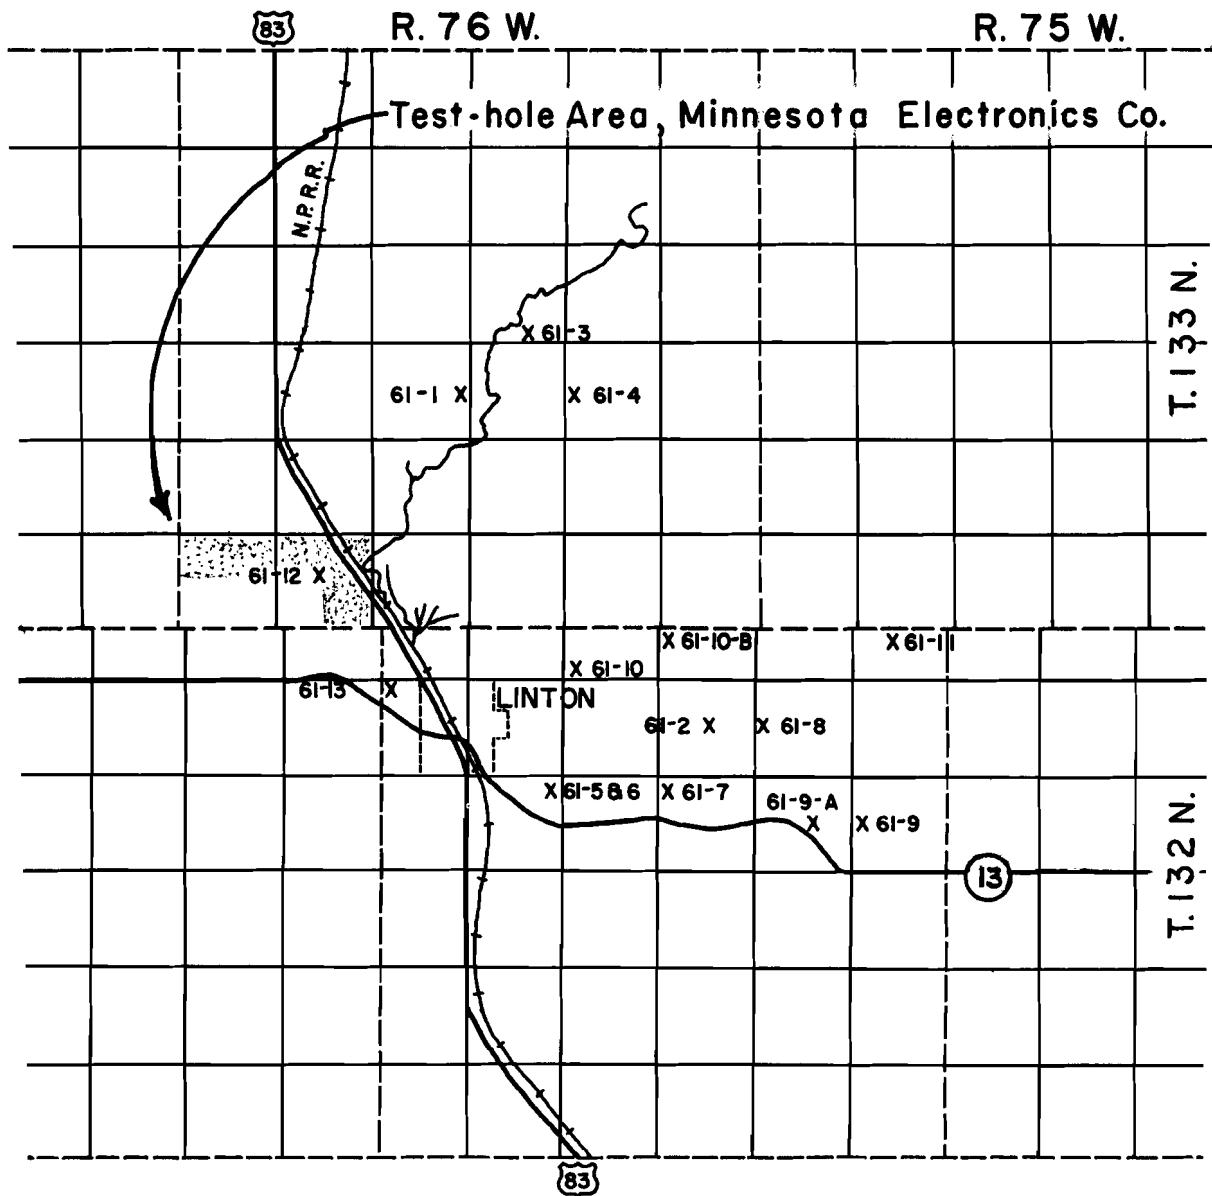 83
R. 76 W.
R. 75 W.
Test-hole Area, Minnesota Electronics Co.
N.P.R.R.
T. 133 N.
X 61-3
61-1 X
X 61-4
61-12 X
X 61-10-B
X 61-11
X 61-10
61-13 X
LINTON
61-2 X
X 61-8
X 61-5&6
X 61-7
61-9-A
X
X 61-9
T. 132 N.
13
83